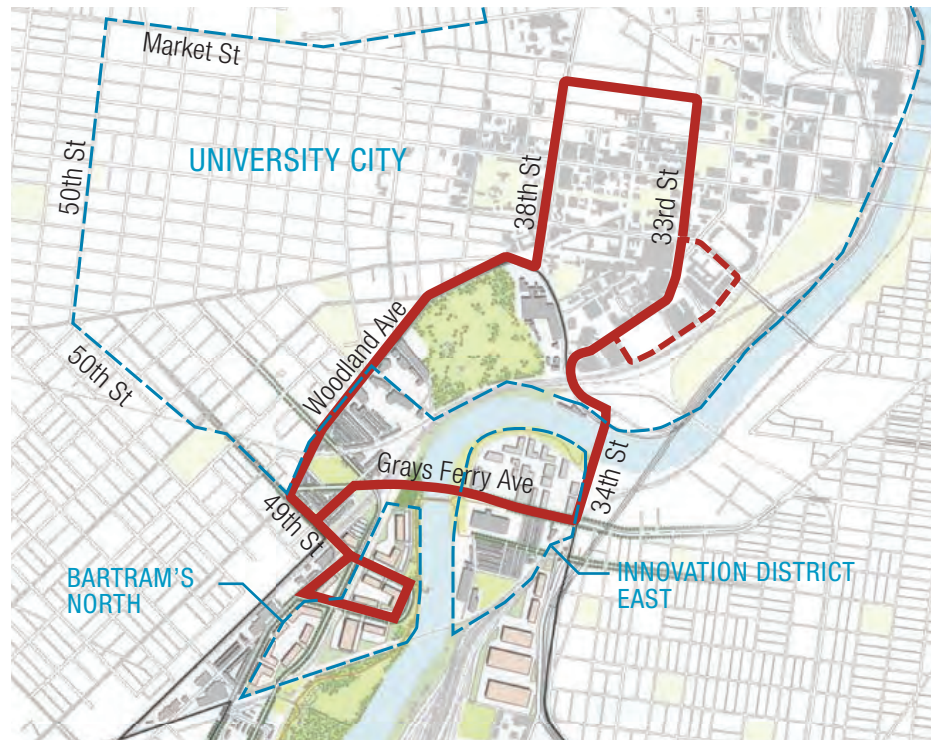 Market St
UNIVERSITY CITY
50th St
38th St
33rd St
50th St
Woodland Ave
Grays Ferry Ave
34th St
49th St
BARTRAM'S
NORTH
INNOVATION DISTRICT
EAST